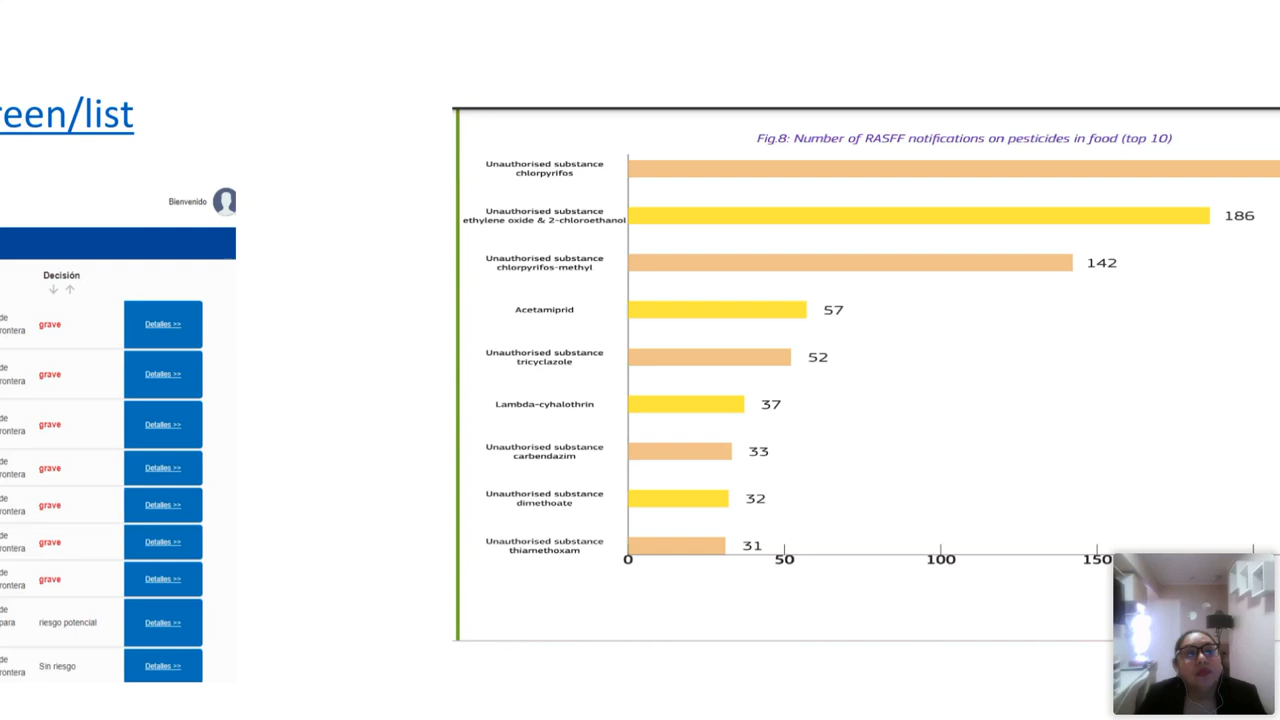 reen/list
Bienvenido
Decisión
de
rontera
grave
Detalles >>
de
rontera
grave
Detalles >>
de
rontera
grave
Detalles >>
de
rontera
grave
Detalles >>
de
rontera
grave
Detalles >>
de
rontera
grave
Detalles >>
de
rontera
grave
Detalles >>
de
para
riesgo potencial
Detalles >>
de
rontera
Sin riesgo
Detalles >>
Fig.8: Number of RASFF notifications on pesticides in food (top 10)
Unauthorised substance
chlorpyrifos
Unauthorised substance
ethylene oxide & 2-chloroethanol
186
Unauthorised substance
chlorpyrifos-methyl
142
Acetamiprid
57
Unauthorised substance
tricyclazole
52
Lambda-cyhalothrin
37
Unauthorised substance
carbendazim
33
Unauthorised substance
dimethoate
32
Unauthorised substance
thiamethoxam
31
0 50 100 150